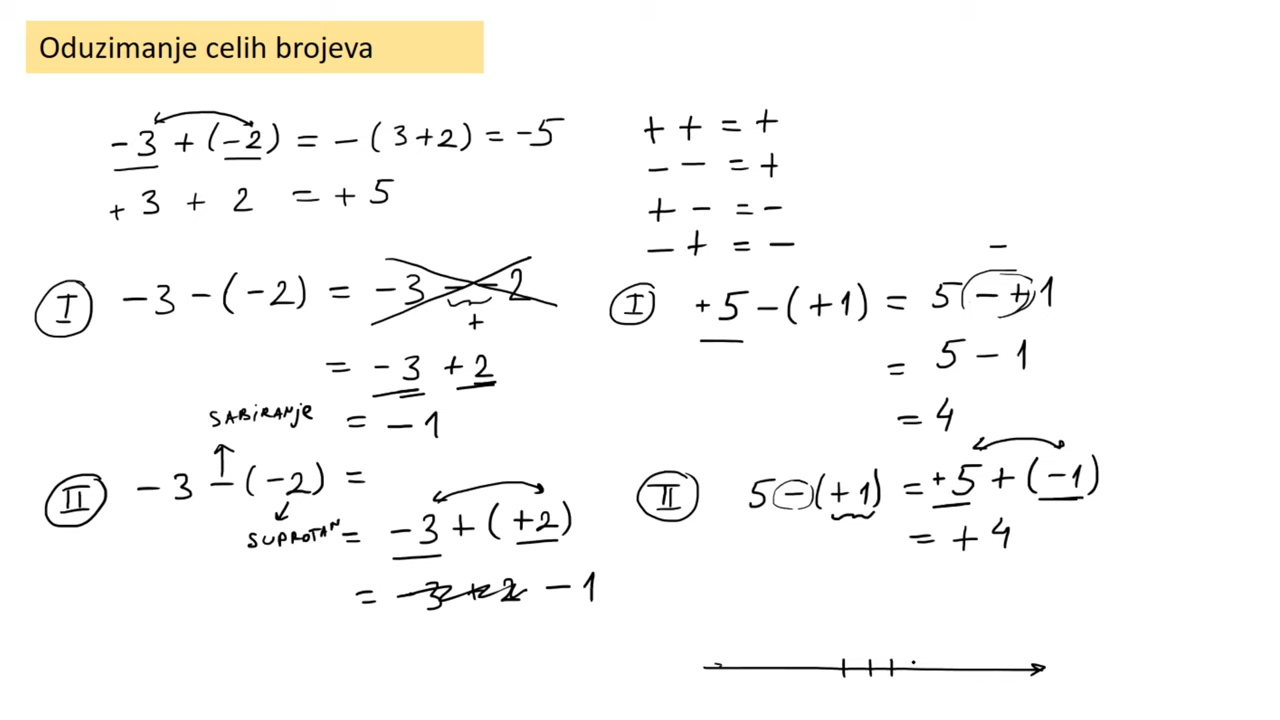 Oduzimanje celih brojeva
-3 + (-2) = -(3+2) = -5
+3 + 2 = +5
+ + = +
- - = +
+ - = -
- + = -
I -3 - (-2) = -3 - - 2
+
= -3 + 2
= -1
SABIRANJE
II -3 - (-2) =
SUPROTAN = -3 + (+2)
= -3+2 -1
-
I +5 - (+1) = 5 - + 1
= 5 - 1
= 4
II 5 - (+1) = +5 + (-1)
= +4